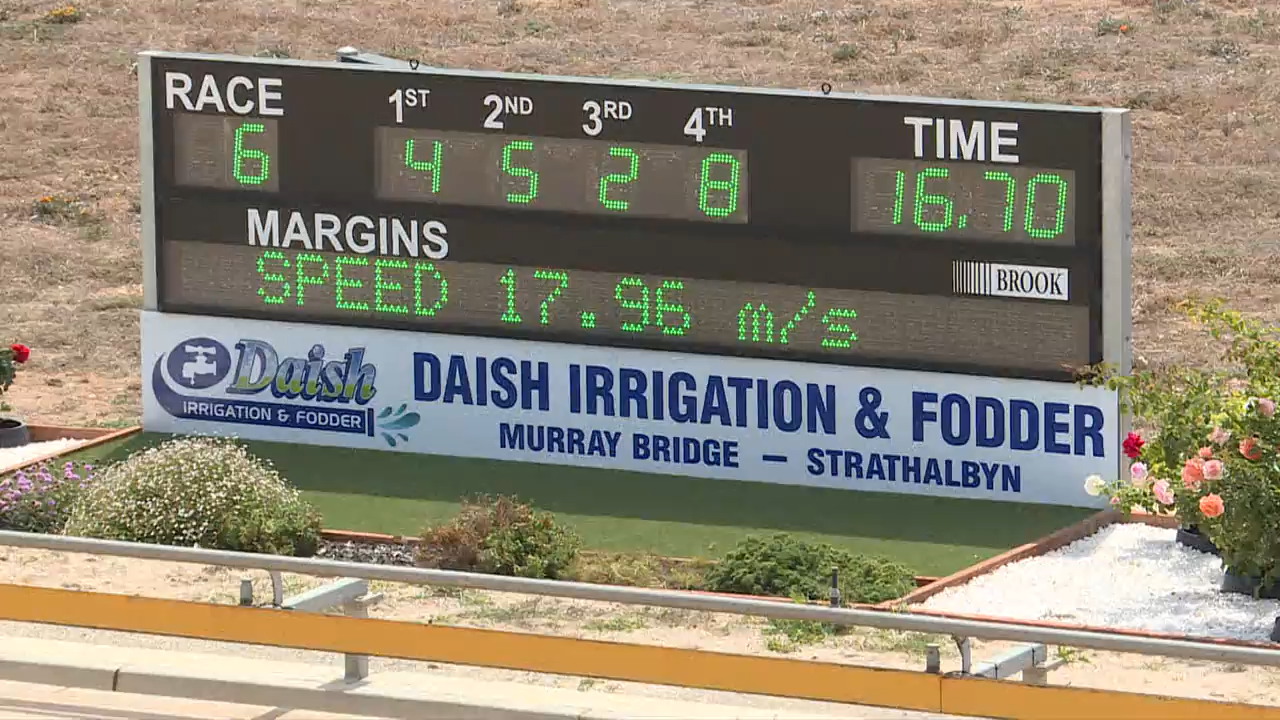 RACE 1ST 2ND 3RD 4TH TIME
6 4 5 2 8 16.70
MARGINS
BROOK
SPEED 17.96 m/s
Daish
IRRIGATION & FODDER
DAISH IRRIGATION & FODDER
MURRAY BRIDGE – STRATHALBYN